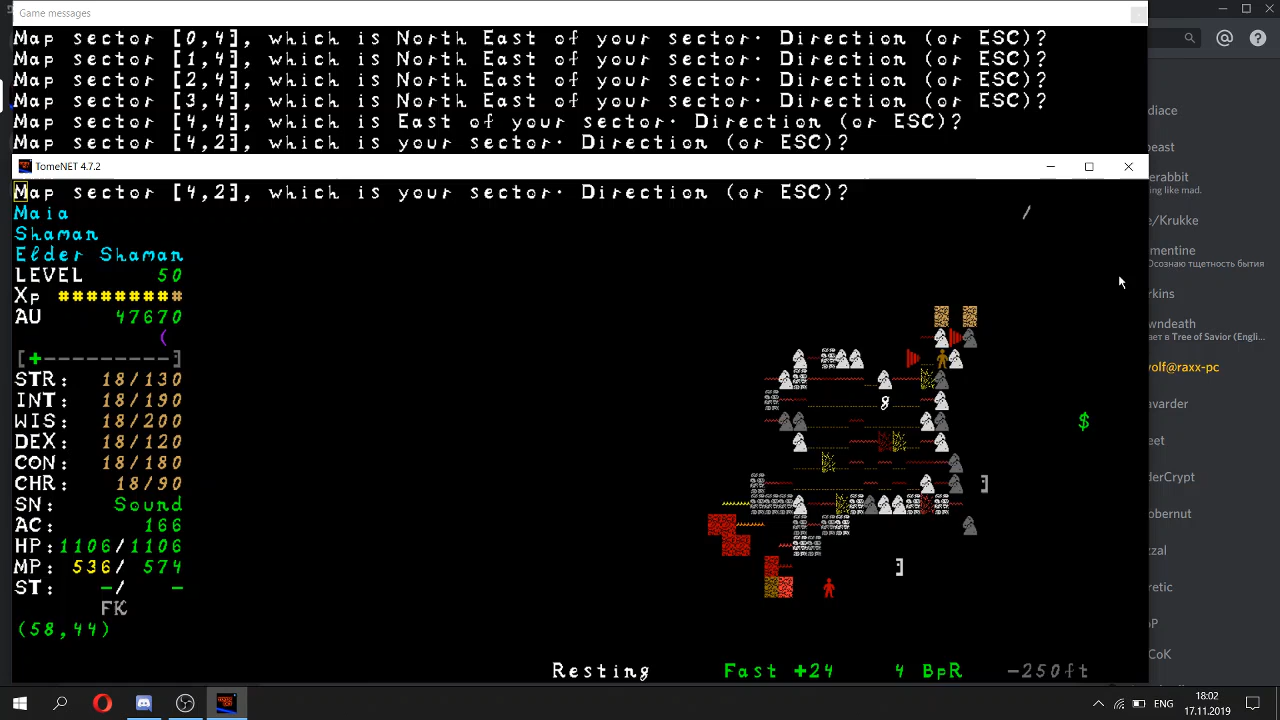 Game messages
Map sector [0,4], which is North East of your sector· Direction (or ESC)?
Map sector [1,4], which is North East of your sector· Direction (or ESC)?
Map sector [2,4], which is North East of your sector· Direction (or ESC)?
Map sector [3,4], which is North East of your sector· Direction (or ESC)?
Map sector [4,4], which is East of your sector· Direction (or ESC)?
Map sector [4,2], which is your sector· Direction (or ESC)?
TomeNET 4.7.2
Map sector [4,2], which is your sector· Direction (or ESC)?
Maia
Shaman
Elder Shaman
LEVEL 50
Xp #########
AU 47670
(
[+----------]
STR: 18/130
INT: 18/190
WIS: 18/200
DEX: 18/120
CON: 18/180
CHR: 18/90
SN: Sound
AC: 166
HP:1106/1106
MP: 536/ 574
ST: -/ -
FK
(58,44)
/
8
$
]
]
Resting Fast +24 4 BpR -250ft
diace
beast
erabbit
ing like mad.
e/Krukke
ementine
Осознаю тщетность бытия
rkins
wndeath
ext Tree of Savior (Engli...
volf@raxx-pc
avarder
eet
derCrypt
obernut
zzal
retic
aP
CoK
ENG
18:02
17.11.2019